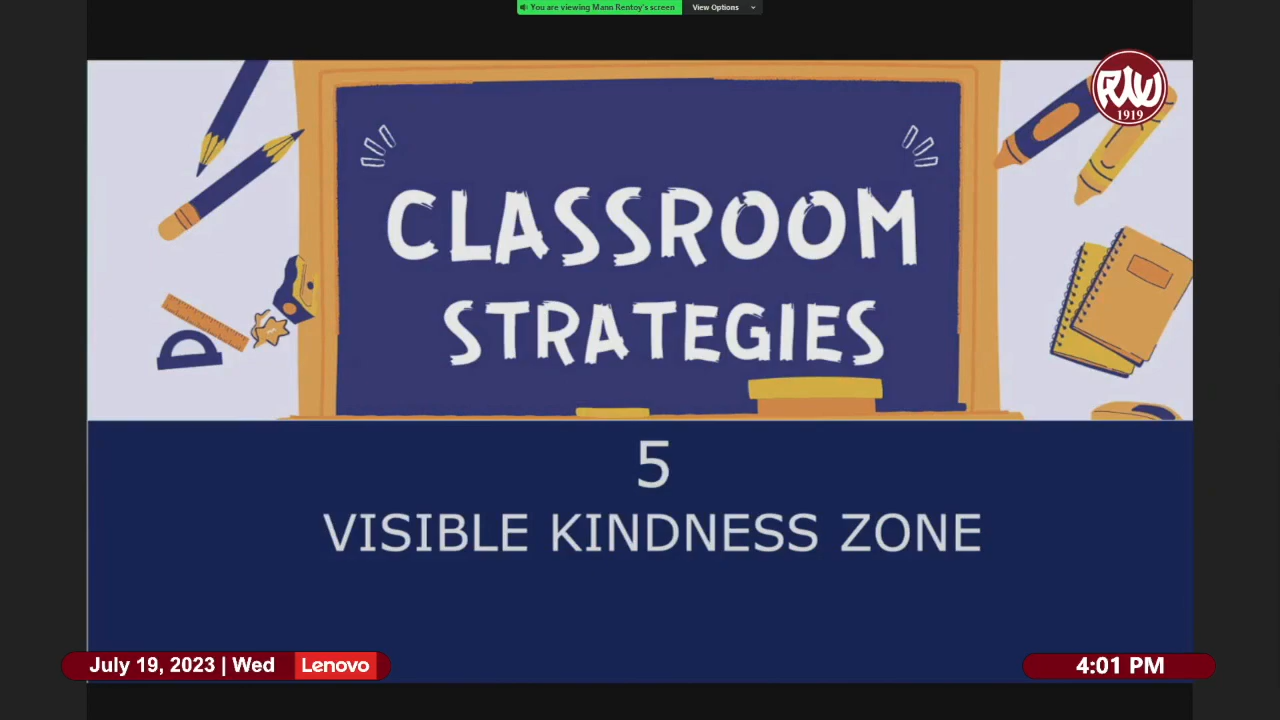 You are viewing Mann Rentoy's screen
View Options
1919
CLASSROOM
STRATEGIES
5
VISIBLE KINDNESS ZONE
July 19, 2023 | Wed
Lenovo
4:01 PM